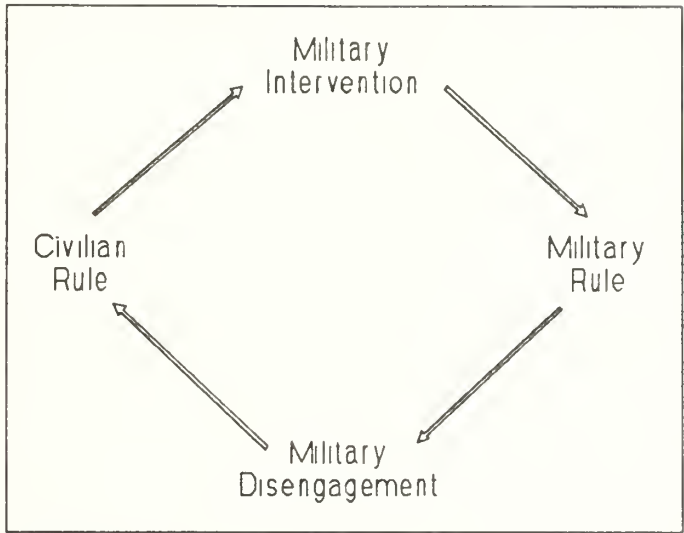 Military
Intervention
Civilian
Rule
Military
Rule
Military
Disengagement